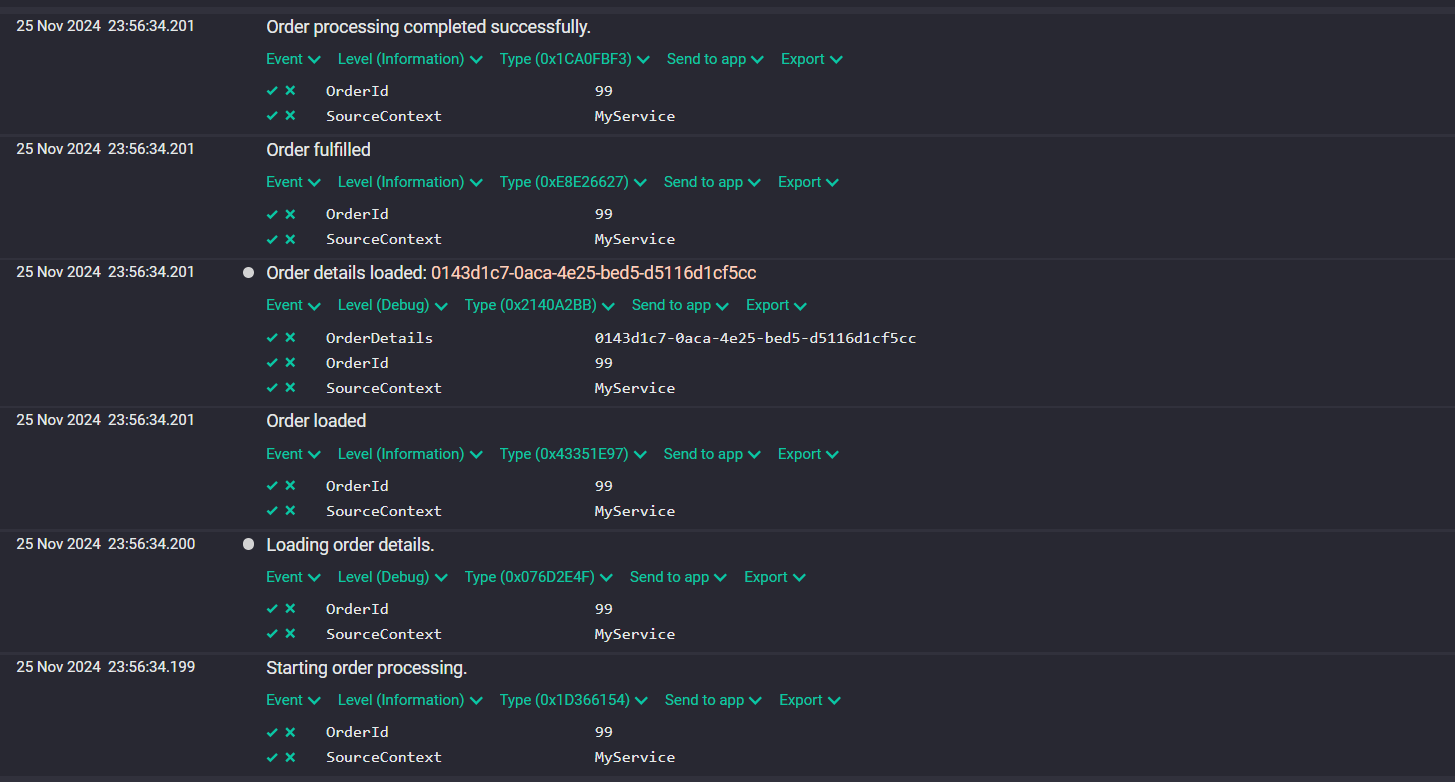 25 Nov 2024 23:56:34.201 Order processing completed successfully.
Event Level (Information) Type (0x1CA0FBF3) Send to app Export
OrderId 99
SourceContext MyService
25 Nov 2024 23:56:34.201 Order fulfilled
Event Level (Information) Type (0xE8E26627) Send to app Export
OrderId 99
SourceContext MyService
25 Nov 2024 23:56:34.201 Order details loaded: 0143d1c7-0aca-4e25-bed5-d5116d1cf5cc
Event Level (Debug) Type (0x2140A2BB) Send to app Export
OrderDetails 0143d1c7-0aca-4e25-bed5-d5116d1cf5cc
OrderId 99
SourceContext MyService
25 Nov 2024 23:56:34.201 Order loaded
Event Level (Information) Type (0x43351E97) Send to app Export
OrderId 99
SourceContext MyService
25 Nov 2024 23:56:34.200 Loading order details.
Event Level (Debug) Type (0x076D2E4F) Send to app Export
OrderId 99
SourceContext MyService
25 Nov 2024 23:56:34.199 Starting order processing.
Event Level (Information) Type (0x1D366154) Send to app Export
OrderId 99
SourceContext MyService